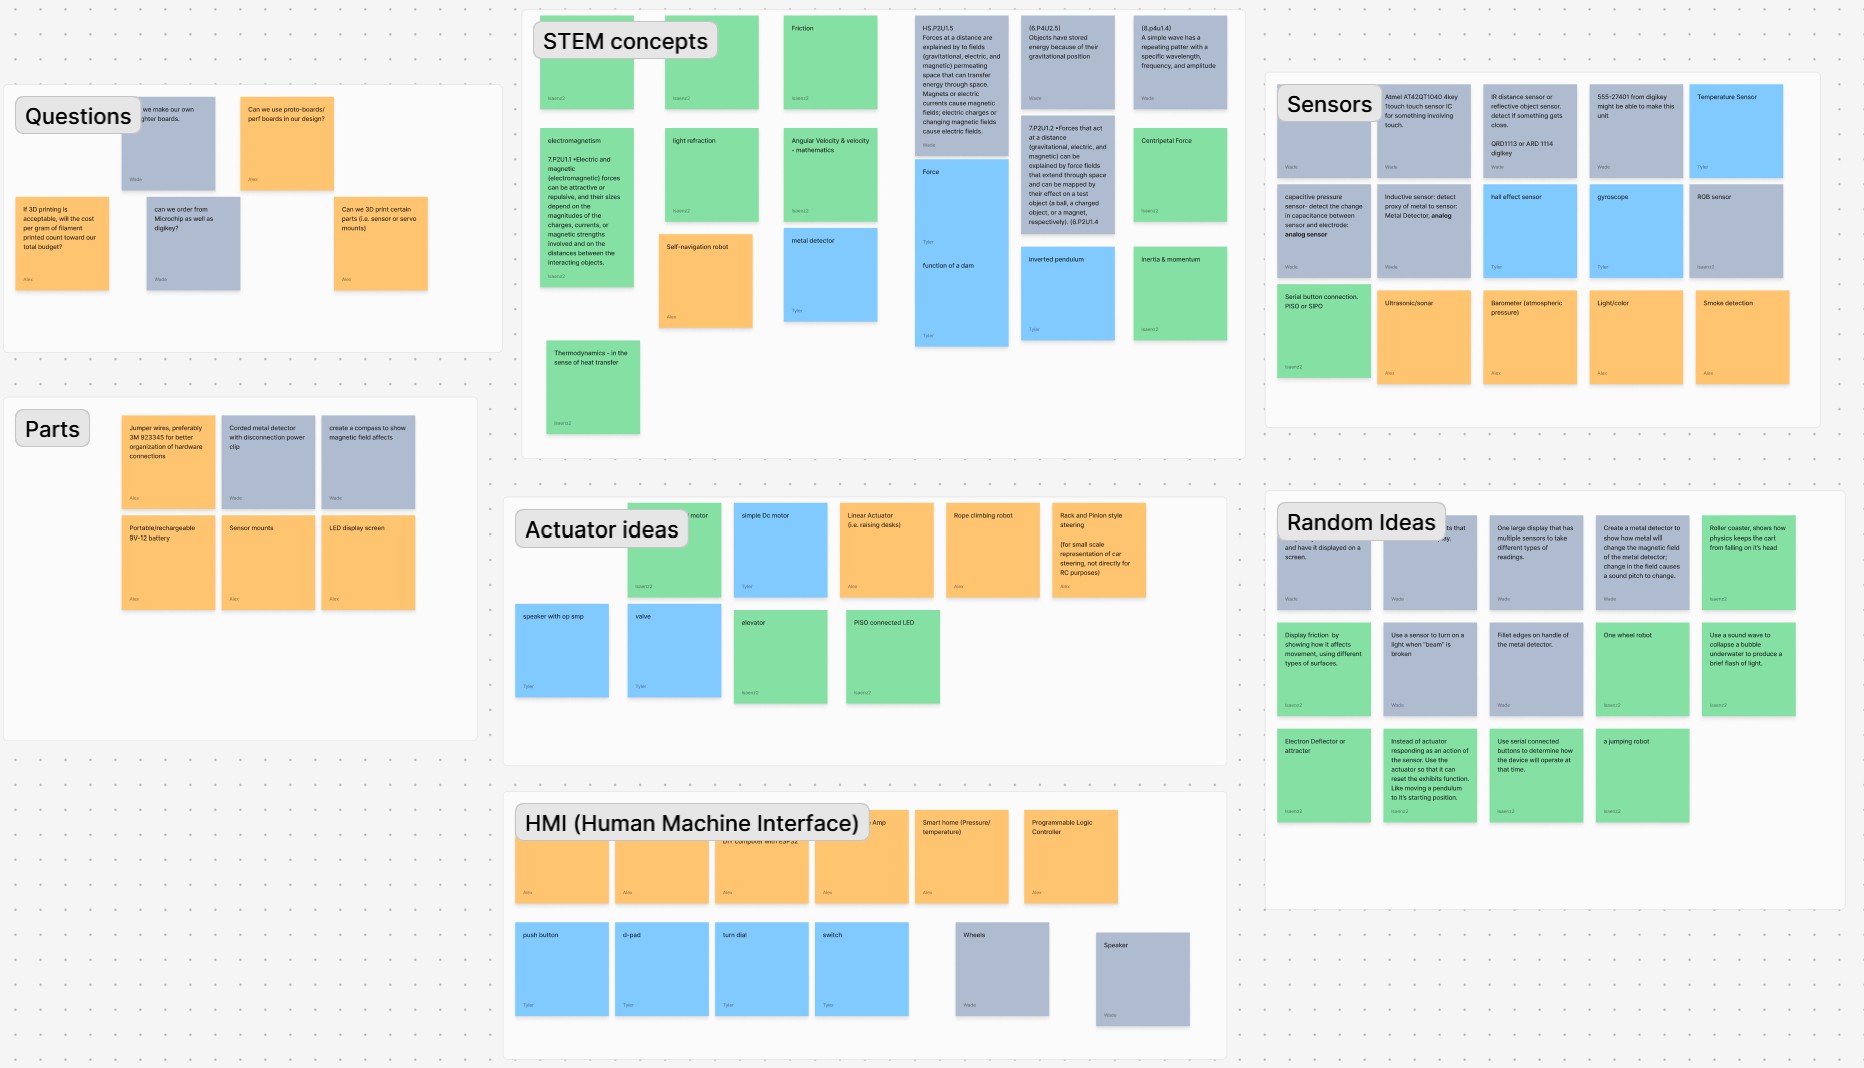 Questions
we make our own
ghter boards.
Wade
Can we use proto-boards/
perf boards in our design?
Alex
If 3D printing is
acceptable, will the cost
per gram of filament
printed count toward our
total budget?
Alex
can we order from
Microchip as well as
digikey?
Wade
Can we 3D print certain
parts (i.e. sensor or servo
mounts)
Alex
Parts
Jumper wires, preferably
3M 923345 for better
organization of hardware
connections
Alex
Corded metal detector
with disconnection power
clip
Wade
create a compass to show
magnetic field affects
Wade
Portable/rechargeable
9V-12 battery
Alex
Sensor mounts
Alex
LED display screen
Alex
STEM concepts
Isaenz3
Isaenz3
Friction
Isaenz3
HS.P2U1.5
Forces at a distance are
explained by to fields
(gravitational, electric, and
magnetic) permeating
space that can transfer
energy through space.
Magnets or electric
currents cause magnetic
fields; electric charges or
changing magnetic fields
cause electric fields.
Wade
(6.P4U2.5)
Objects have stored
energy because of their
gravitational position
Wade
(8.p4u1.4)
A simple wave has a
repeating patter with a
specific wavelength,
frequency, and amplitude
Wade
electromagnetism
7.P2U1.1 •Electric and
magnetic
(electromagnetic) forces
can be attractive or
repulsive, and their sizes
depend on the
magnitudes of the
charges, currents, or
magnetic strengths
involved and on the
distances between the
interacting objects.
Isaenz3
light refraction
Isaenz3
Angular Velocity & velocity
- mathematics
Isaenz3
Force
Tyler
7.P2U1.2 •Forces that act
at a distance
(gravitational, electric, and
magnetic) can be
explained by force fields
that extend through space
and can be mapped by
their effect on a test
object (a ball, a charged
object, or a magnet,
respectively). (6.P2U1.4
Centripetal Force
Isaenz3
Self-navigation robot
Alex
metal detector
Tyler
function of a dam
Tyler
inverted pendulum
Tyler
inertia & momentum
Isaenz3
Thermodynamics - in the
sense of heat transfer
Isaenz3
Actuator ideas
motor
Isaenz3
simple Dc motor
Tyler
Linear Actuator
(i.e. raising desks)
Alex
Rope climbing robot
Alex
Rack and Pinion style
stearing
(for small scale
representation of car
steering, not directly for
RC purposes)
Alex
speaker with op smp
Tyler
valve
Tyler
elevator
Isaenz3
PISO connected LED
Isaenz3
HMI (Human Machine Interface)
Alex
Alex
DIY computer with ESP32
Alex
Amp
Alex
Smart home (Pressure/
temperature)
Alex
Programmable Logic
Controller
Alex
push button
Tyler
d-pad
Tyler
turn dial
Tyler
switch
Tyler
Wheels
Wade
Speaker
Wade
Sensors
Wade
Atmel AT42QT1040 4key
?touch touch sensor IC
for something involving
touch.
Wade
IR distance sensor or
reflective object sensor.
detect if something gets
close.
QRD1113 or ARD 1114
digikey
Wade
555-27401 from digikey
might be able to make this
unit
Wade
Temperature Sensor
Tyler
capacitive pressure
sensor- detect the change
in capacitance between
sensor and electrode:
analog sensor
Wade
Inductive sensor: detect
proxy of metal to sensor:
Metal Detector, analog
Wade
hall effect sensor
Tyler
gyroscope
Tyler
RGB sensor
Isaenz3
Serial button connection.
PISO or SIPO
Isaenz3
Ultrasonic/sonar
Alex
Barometer (atmospheric
pressure)
Alex
Light/color
Alex
Smoke detection
Alex
Random Ideas
and have it displayed on a
screen.
Wade
ts that
Wade
One large display that has
multiple sensors to take
different types of
readings.
Wade
Create a metal detector to
show how metal will
change the magnetic field
of the metal detector;
change in the field causes
a sound pitch to change.
Wade
Roller coaster, shows how
physics keeps the cart
from falling on it's head
Isaenz3
Display friction by
showing how it affects
movement, using different
types of surfaces.
Isaenz3
Use a sensor to turn on a
light when "beam" is
broken
Wade
Fillet edges on handle of
the metal detector.
Wade
One wheel robot
Isaenz3
Use a sound wave to
collapse a bubble
underwater to produce a
brief flash of light.
Isaenz3
Electron Deflector or
attracter
Isaenz3
Instead of actuator
responding as an action of
the sensor. Use the
actuator so that it can
reset the exhibits function.
Like moving a pendulum
to it's starting position.
Isaenz3
Use serial connected
buttons to determine how
the device will operate at
that time.
Isaenz3
a jumping robot
Isaenz3